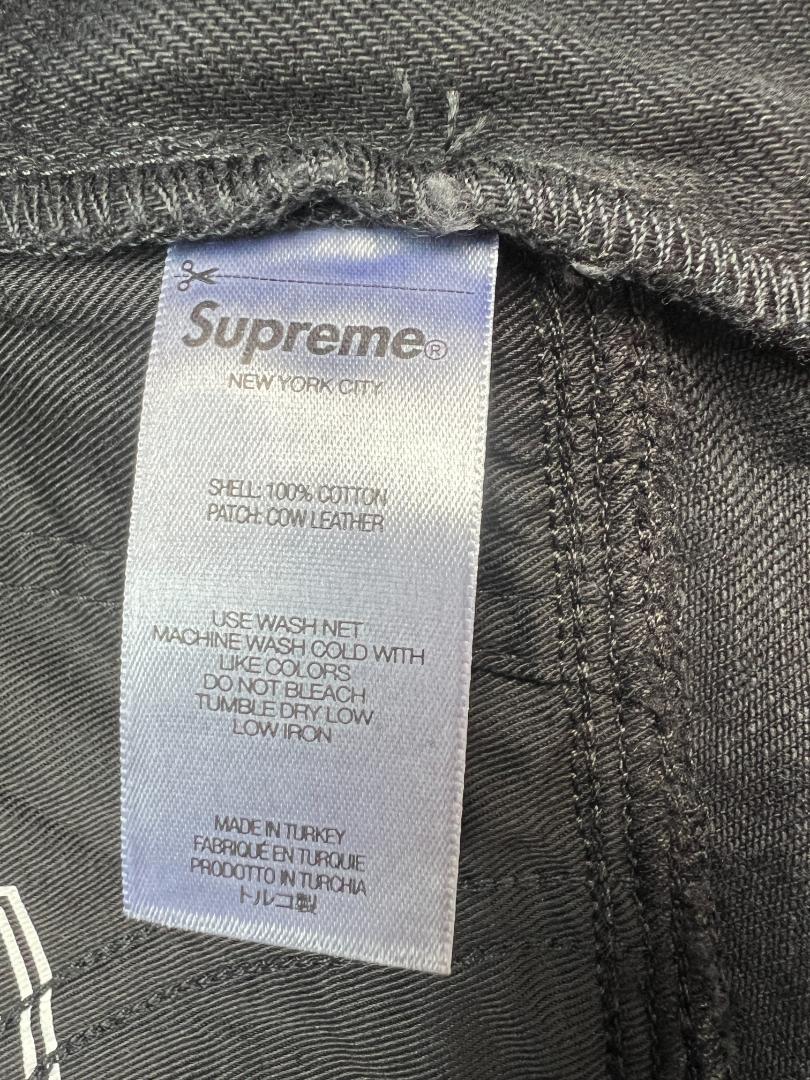 Supreme®
NEW YORK CITY
SHELL: 100% COTTON
PATCH: COW LEATHER
USE WASH NET
MACHINE WASH COLD WITH
LIKE COLORS
DO NOT BLEACH
TUMBLE DRY LOW
LOW IRON
MADE IN TURKEY
FABRIQUÉ EN TURQUIE
PRODOTTO IN TURCHIA
トルコ製